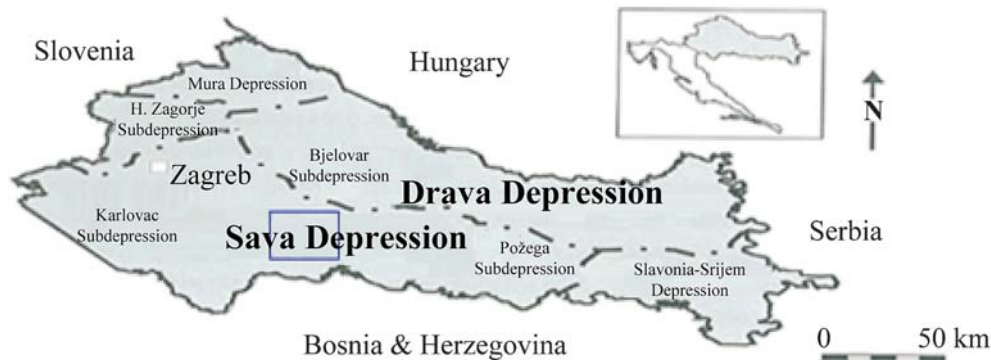 Slovenia
Hungary
Mura Depression
H. Zagorje
Subdepression
N
Zagreb
Bjelovar
Subdepression
Drava Depression
Karlovac
Subdepression
Sava Depression
Požega
Subdepression
Serbia
Slavonia-Srijem
Depression
Bosnia & Herzegovina
0 50 km